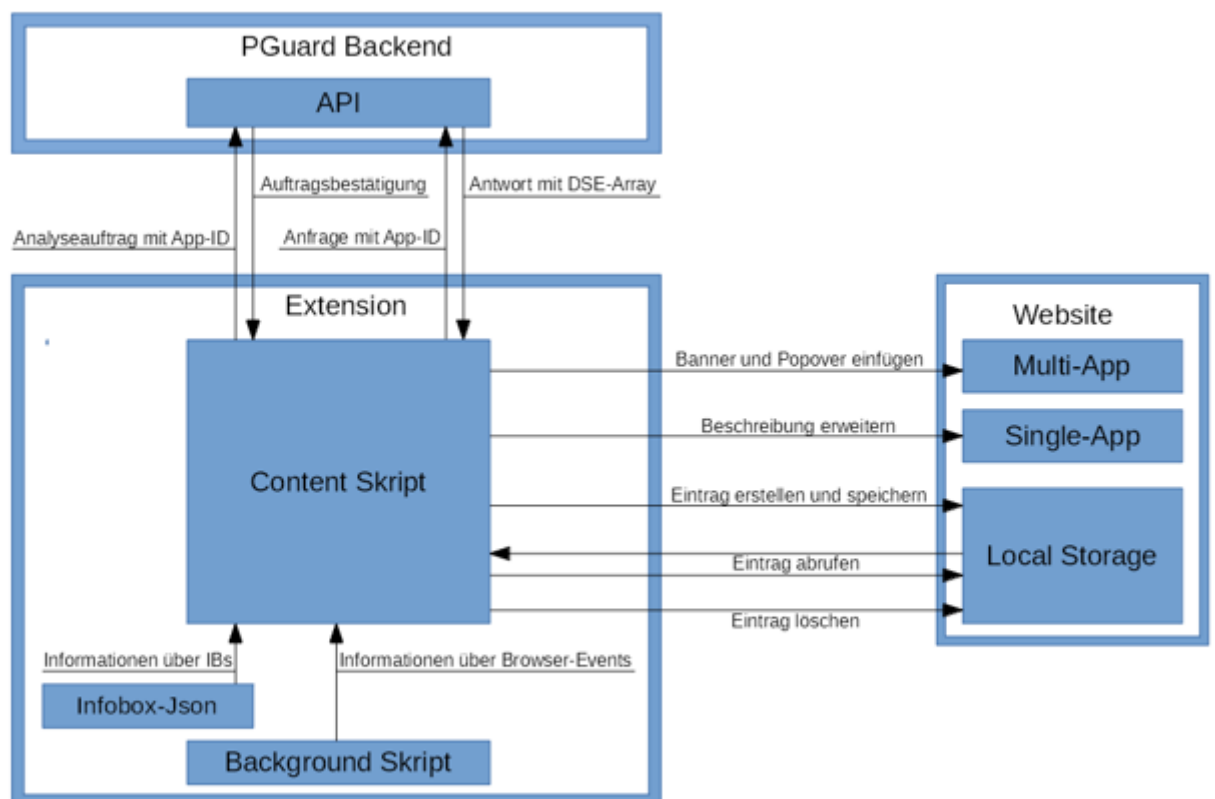 PGuard Backend
API
Auftragsbestätigung
Antwort mit DSE-Array
Analyseauftrag mit App-ID
Anfrage mit App-ID
Extension
Website
Banner und Popover einfügen
Multi-App
Beschreibung erweitern
Single-App
Content Skript
Eintrag erstellen und speichern
Local Storage
Eintrag abrufen
Eintrag löschen
Informationen über IBs
Informationen über Browser-Events
Infobox-Json
Background Skript